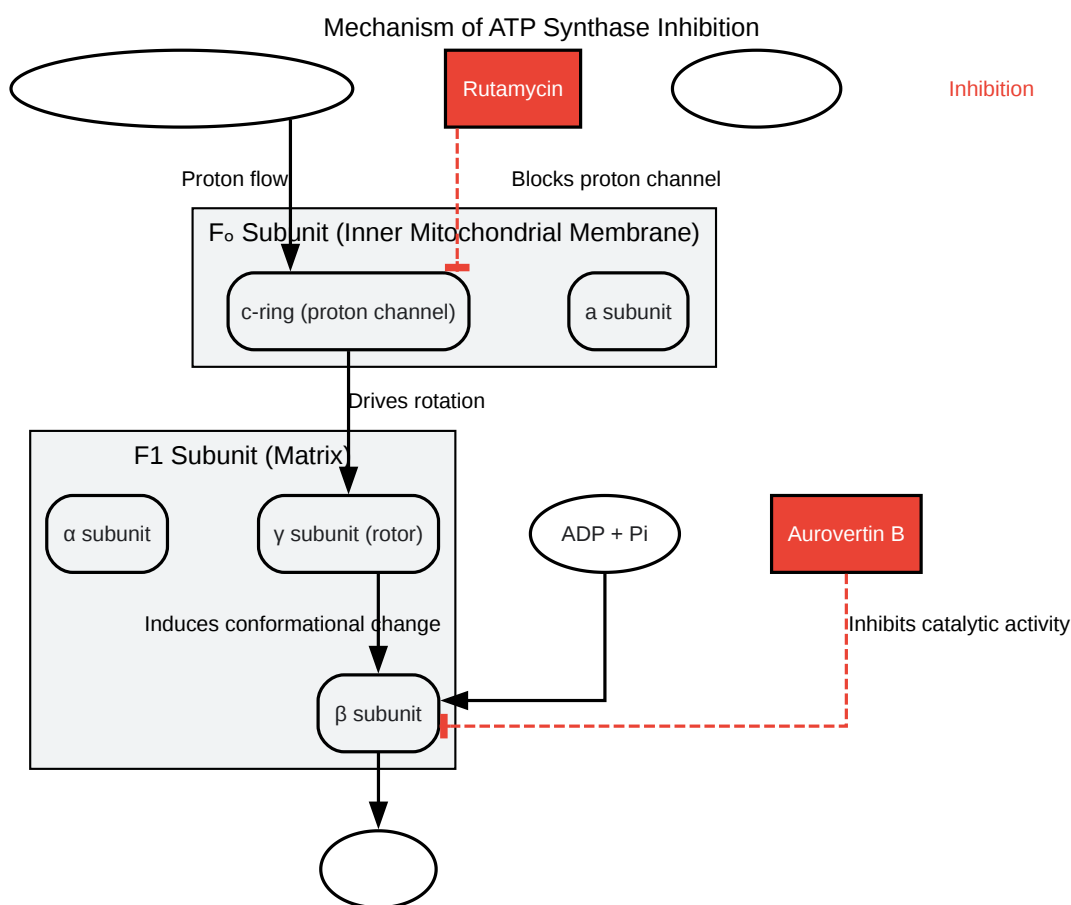 Mechanism of ATP Synthase Inhibition
Rutamycin
Inhibition
Proton flow
Blocks proton channel
Fₒ Subunit (Inner Mitochondrial Membrane)
c-ring (proton channel)
a subunit
Drives rotation
F1 Subunit (Matrix)
α subunit
γ subunit (rotor)
ADP + Pi
Aurovertin B
Induces conformational change
Inhibits catalytic activity
β subunit